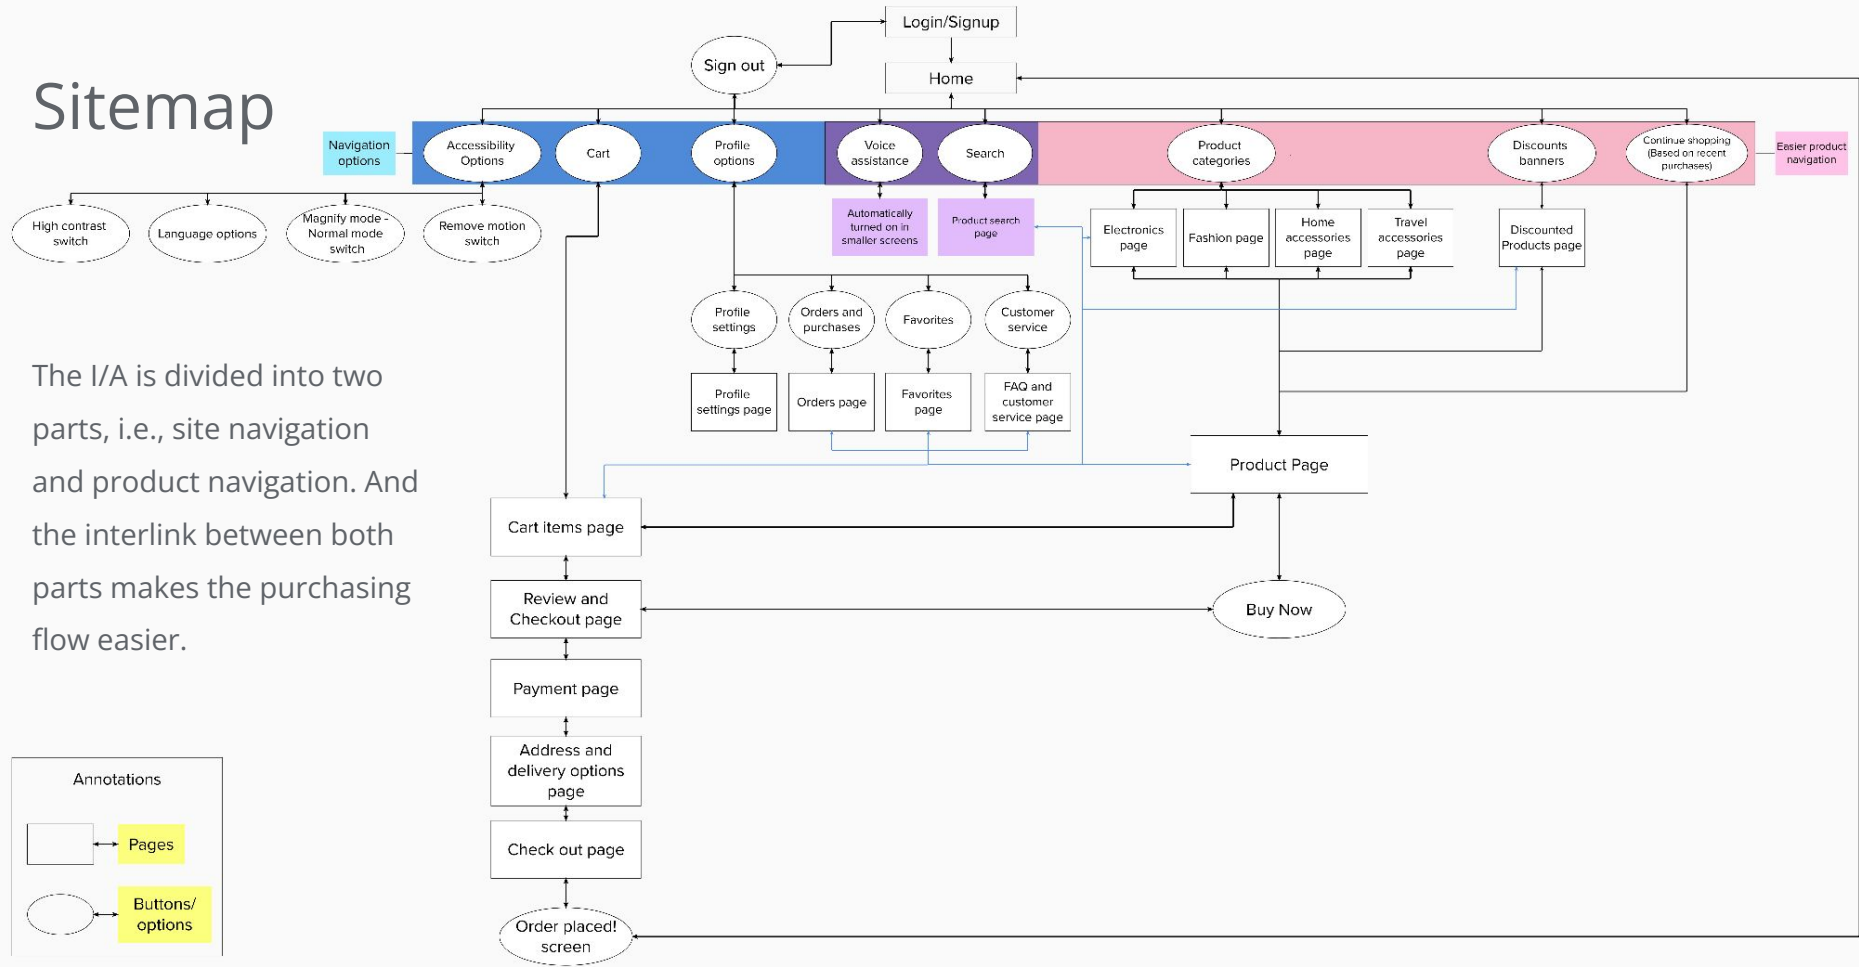 Login/Signup
Sign out
Home
Sitemap
Navigation
options
Accessibility
Options
Cart
Profile
options
Voice
assistance
Search
Product
categories
Discounts
banners
Continue shopping
(Based on recent
purchases)
Easier product
navigation
High contrast
switch
Language options
Magnify mode -
Normal mode
switch
Remove motion
switch
Automatically
turned on in
smaller screens
Product search
page
Electronics
page
Fashion page
Home
accessories
page
Travel
accessories
page
Discounted
Products page
Profile
settings
Orders and
purchases
Favorites
Customer
service
Profile
settings page
Orders page
Favorites
page
FAQ and
customer
service page
The I/A is divided into two
parts, i.e., site navigation
and product navigation. And
the interlink between both
parts makes the purchasing
flow easier.
Product Page
Cart items page
Review and
Checkout page
Buy Now
Payment page
Address and
delivery options
page
Check out page
Order placed!
screen
Annotations
Pages
Buttons/
options